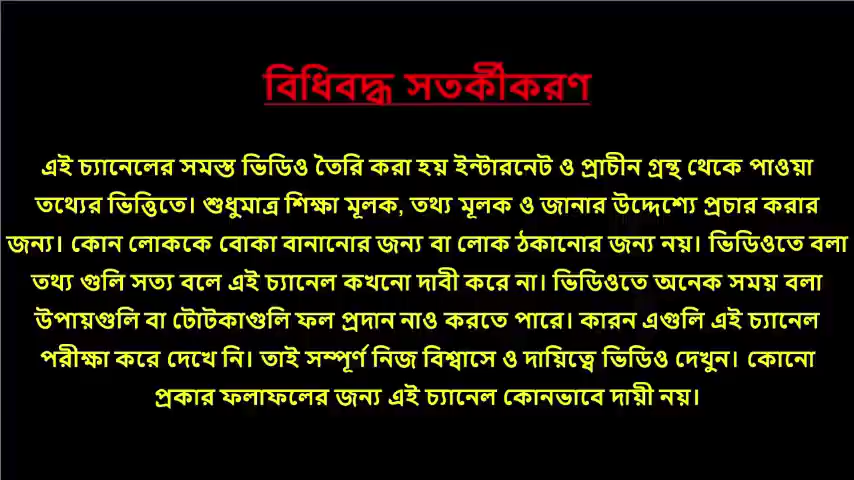 বিধিবদ্ধ সতর্কীকরণ
এই চ্যানেলের সমস্ত ভিডিও তৈরি করা হয় ইন্টারনেট ও প্রাচীন গ্রন্থ থেকে পাওয়া
তথ্যের ভিত্তিতে। শুধুমাত্র শিক্ষা মূলক, তথ্য মূলক ও জানার উদ্দেশ্যে প্রচার করার
জন্য। কোন লোককে বোকা বানানোর জন্য বা লোক ঠকানোর জন্য নয়। ভিডিওতে বলা
তথ্য গুলি সত্য বলে এই চ্যানেল কখনো দাবী করে না। ভিডিওতে অনেক সময় বলা
উপায়গুলি বা টোটকাগুলি ফল প্রদান নাও করতে পারে। কারন এগুলি এই চ্যানেল
পরীক্ষা করে দেখে নি। তাই সম্পূর্ণ নিজ বিশ্বাসে ও দায়িত্বে ভিডিও দেখুন। কোনো
প্রকার ফলাফলের জন্য এই চ্যানেল কোনভাবে দায়ী নয়।